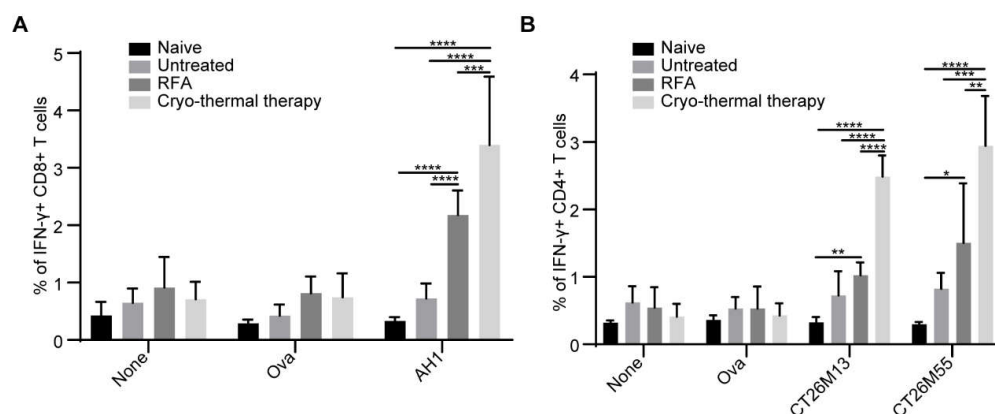 A
Naive
Untreated
RFA
Cryo-thermal therapy
% of IFN-γ+ CD8+ T cells
5
4
3
2
1
0
****
****
***
****
****
None
Ova
AH1
B
Naive
Untreated
RFA
Cryo-thermal therapy
% of IFN-γ+ CD4+ T cells
4
3
2
1
0
****
****
****
**
****
***
**
*
None
Ova
CT26M13
CT26M55